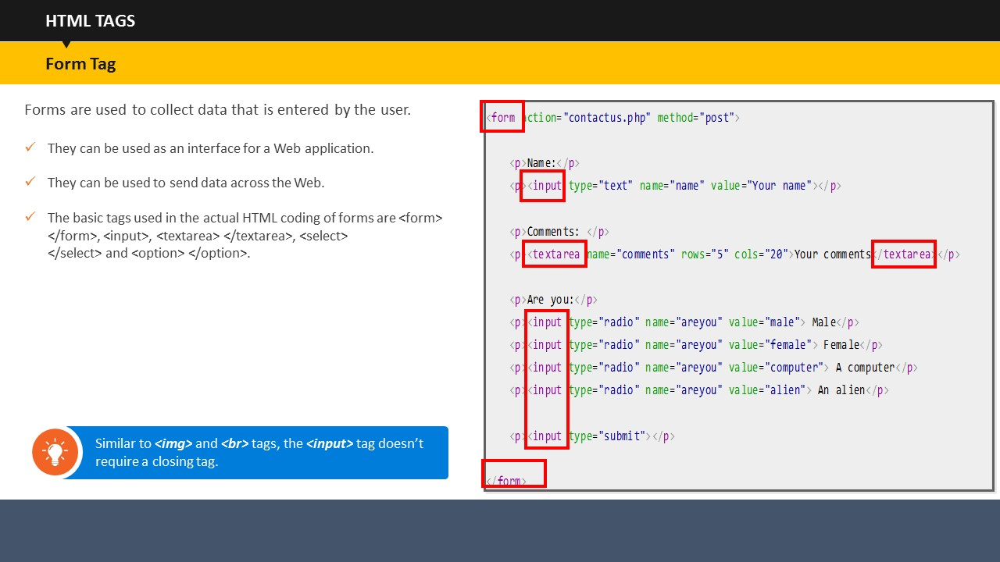 HTML TAGS
Form Tag
Forms are used to collect data that is entered by the user.
They can be used as an interface for a Web application.
They can be used to send data across the Web.
The basic tags used in the actual HTML coding of forms are <form>
</form>, <input>, <textarea> </textarea>, <select>
</select> and <option> </option>.
Similar to <img> and <br> tags, the <input> tag doesn't
require a closing tag.
<form action="contactus.php" method="post">
<p>Name:</p>
<p><input type="text" name="name" value="Your name"></p>
<p>Comments: </p>
<p><textarea name="comments" rows="5" cols="20">Your comments</textarea></p>
<p>Are you:</p>
<p><input type="radio" name="areyou" value="male"> Male</p>
<p><input type="radio" name="areyou" value="female"> Female</p>
<p><input type="radio" name="areyou" value="computer"> A computer</p>
<p><input type="radio" name="areyou" value="alien"> An alien</p>
<p><input type="submit"></p>
</form>